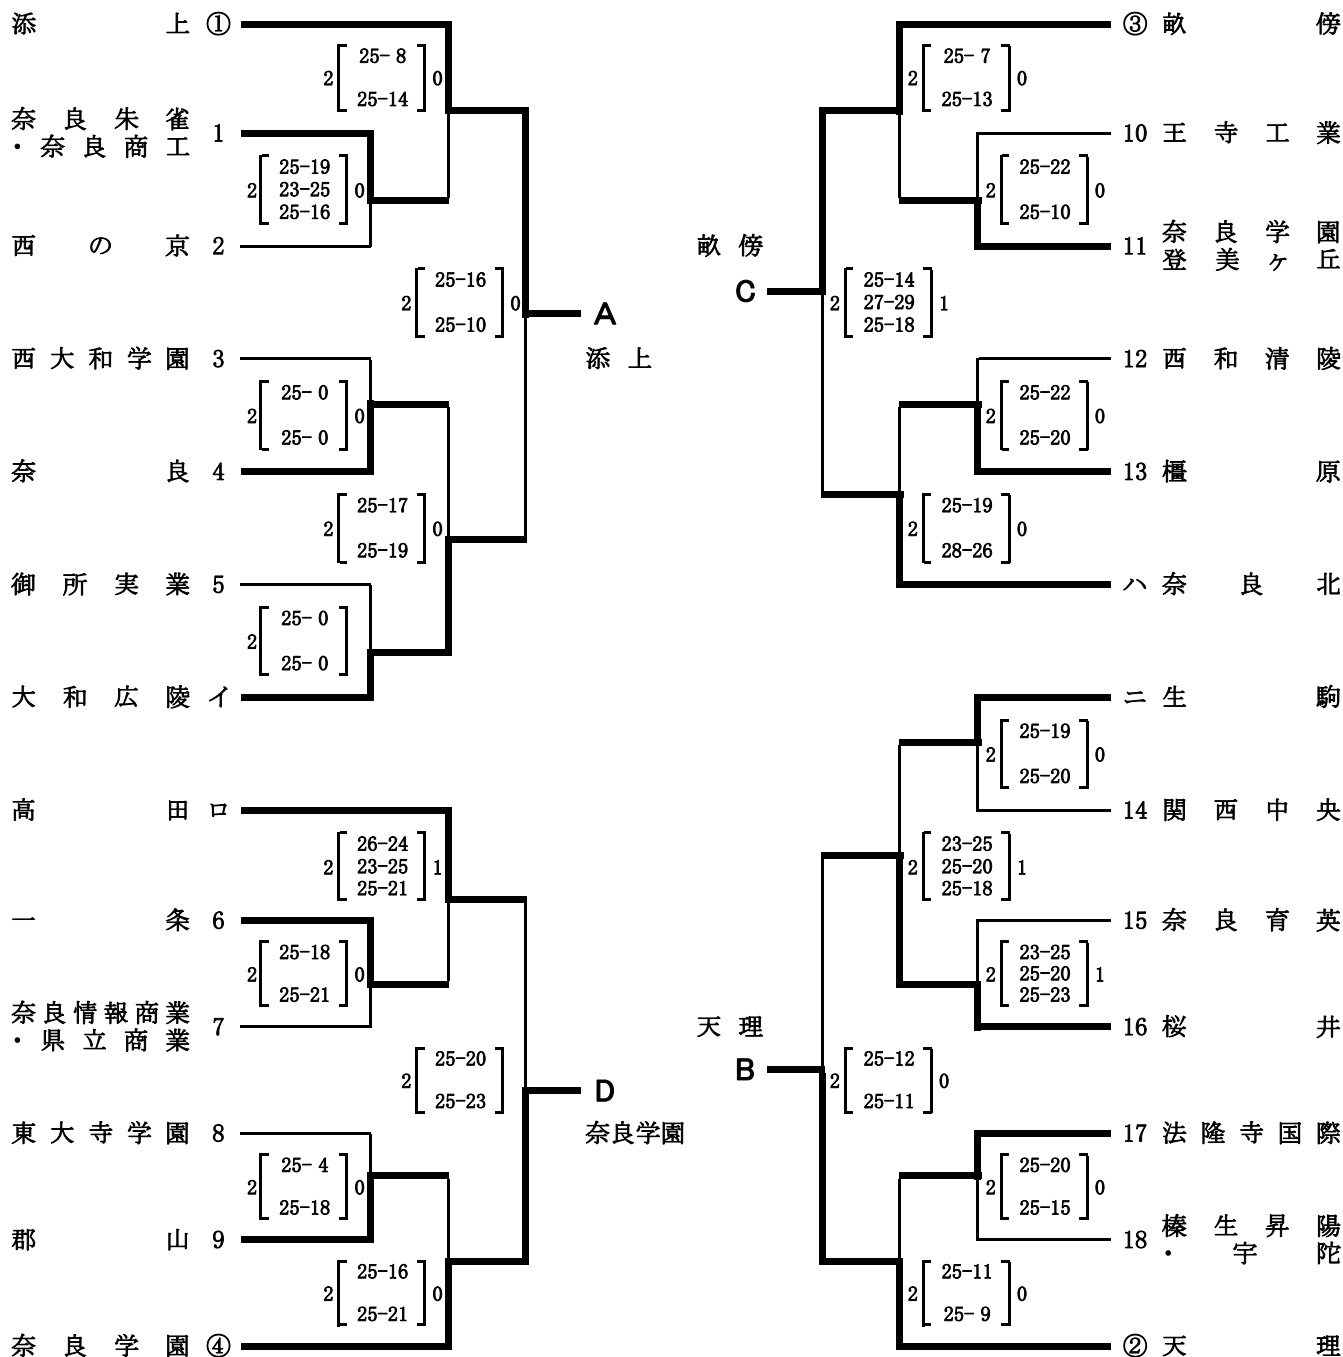 添上 ①
2 25- 8 0
25-14
奈良朱雀
・奈良商工 1
25-19
2 23-25 0
25-16
西の京 2
2 25-16 0
25-10
A
添上
西大和学園 3
2 25- 0 0
25- 0
奈良 4
2 25-17 0
25-19
御所実業 5
2 25- 0
25- 0
大和広陵 イ
高田 ロ
26-24
2 23-25 1
25-21
一条 6
2 25-18 0
25-21
奈良情報商業
・県立商業 7
2 25-20
25-23
D
奈良学園
東大寺学園 8
2 25- 4 0
25-18
郡山 9
2 25-16 0
25-21
奈良学園 ④
③ 畝傍
2 25- 7 0
25-13
10 王寺工業
2 25-22 0
25-10
11 奈良学園
登美ヶ丘
畝傍
C
25-14
2 27-29 1
25-18
12 西和清陵
2 25-22 0
25-20
13 橿原
2 25-19 0
28-26
ハ 奈良北
ニ 生駒
2 25-19 0
25-20
14 関西中央
23-25
2 25-20 1
25-18
15 奈良育英
23-25
2 25-20 1
25-23
16 桜井
天理
B
2 25-12 0
25-11
17 法隆寺国際
2 25-20 0
25-15
18 榛生昇陽
・宇陀
2 25-11 0
25- 9
② 天理